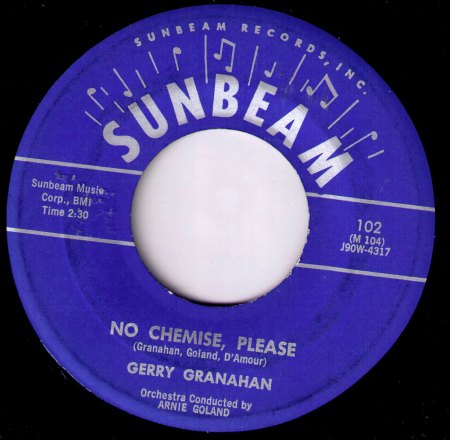 SUNBEAM RECORDS, INC.
SUNBEAM
Sunbeam Music
Corp., BMI
Time 2:30
102
(M 104)
J90W-4317
NO CHEMISE, PLEASE
(Granahan, Goland, D'Amour)
GERRY GRANAHAN
Orchestra Conducted by
ARNIE GOLAND